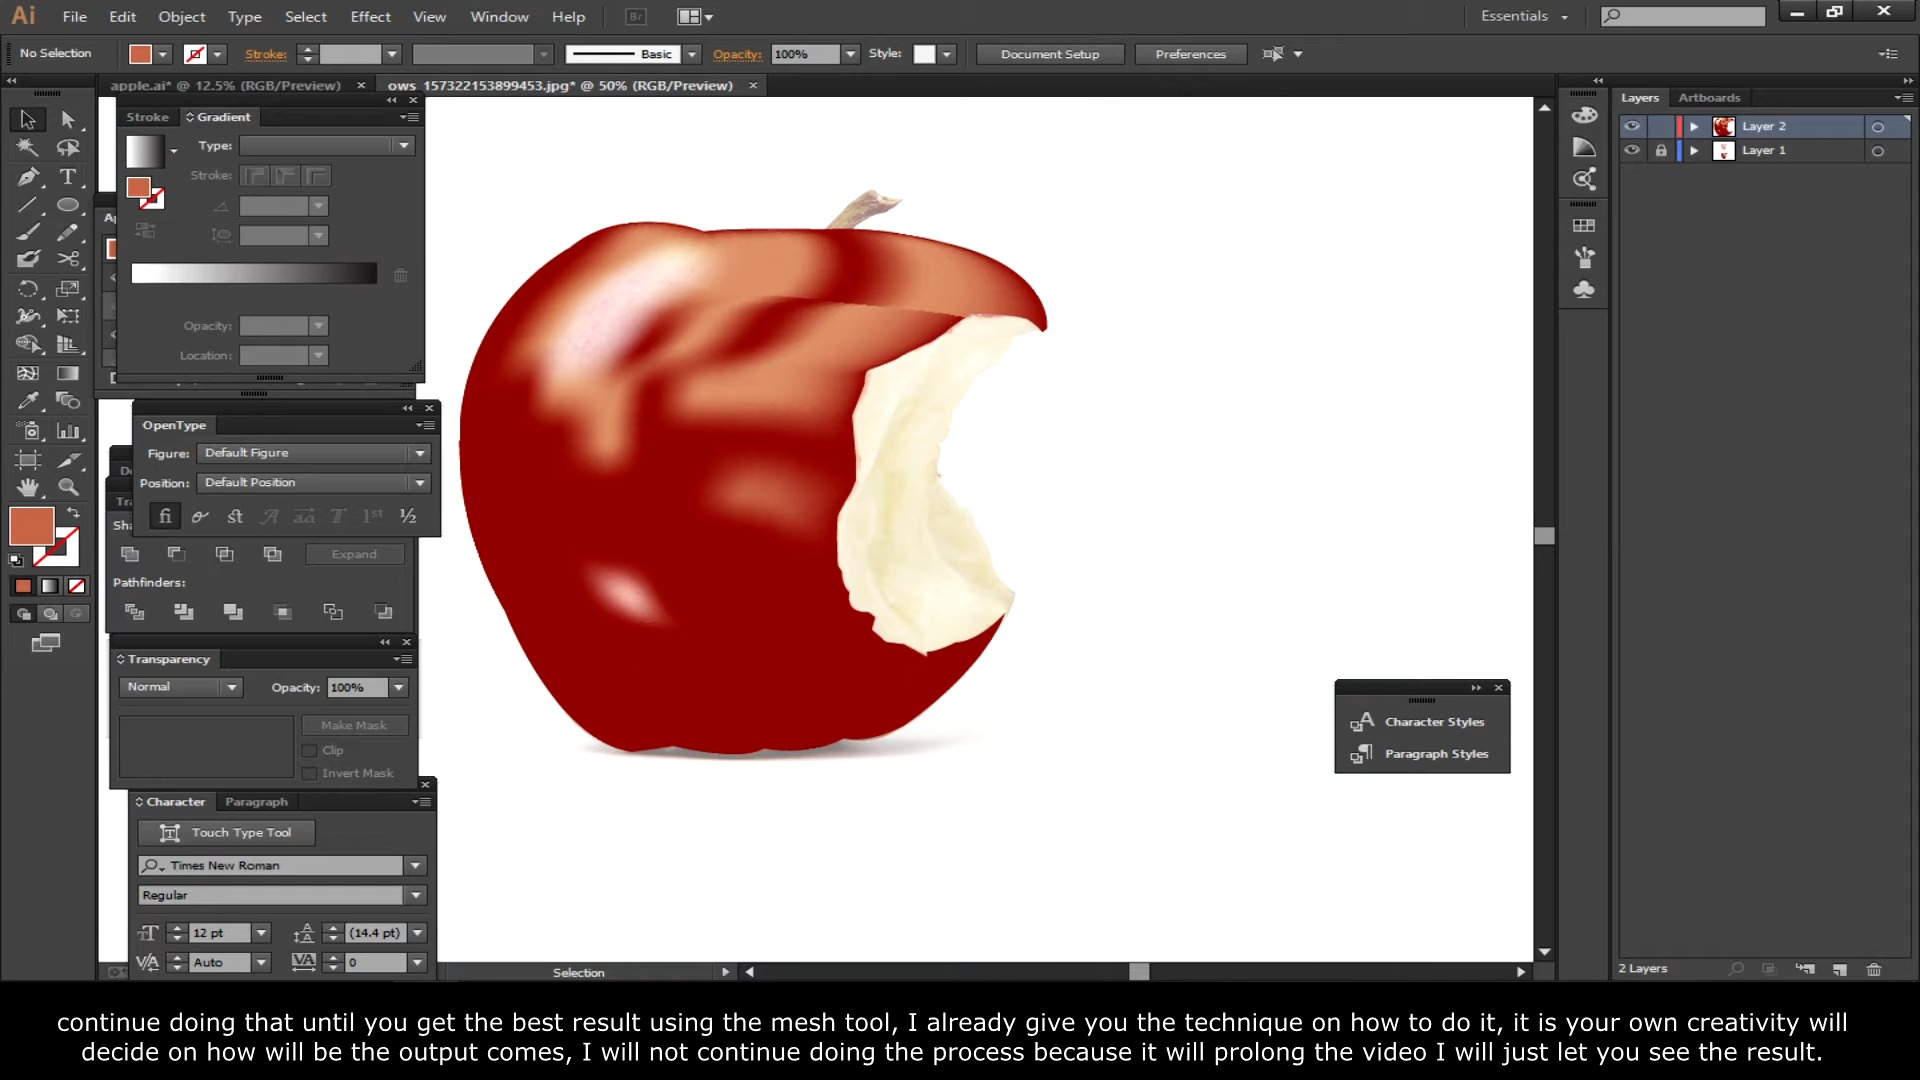 Ai File Edit Object Type Select Effect View Window Help Br Essentials
No Selection Stroke: Basic Opacity: 100% Style: Document Setup Preferences
apple.ai* @ 12.5% (RGB/Preview) ows_157322153899453.jpg* @ 50% (RGB/Preview)
Stroke Gradient
Type:
Stroke:
Opacity:
Location:
OpenType
Figure: Default Figure
Position: Default Position
Expand
Pathfinders:
Transparency
Normal Opacity: 100%
Make Mask
Clip
Invert Mask
Character Paragraph
Touch Type Tool
Times New Roman
Regular
12 pt (14.4 pt)
Auto 0
Selection
Character Styles
Paragraph Styles
Layers Artboards
Layer 2
Layer 1
2 Layers
continue doing that until you get the best result using the mesh tool, I already give you the technique on how to do it, it is your own creativity will
decide on how will be the output comes, I will not continue doing the process because it will prolong the video I will just let you see the result.